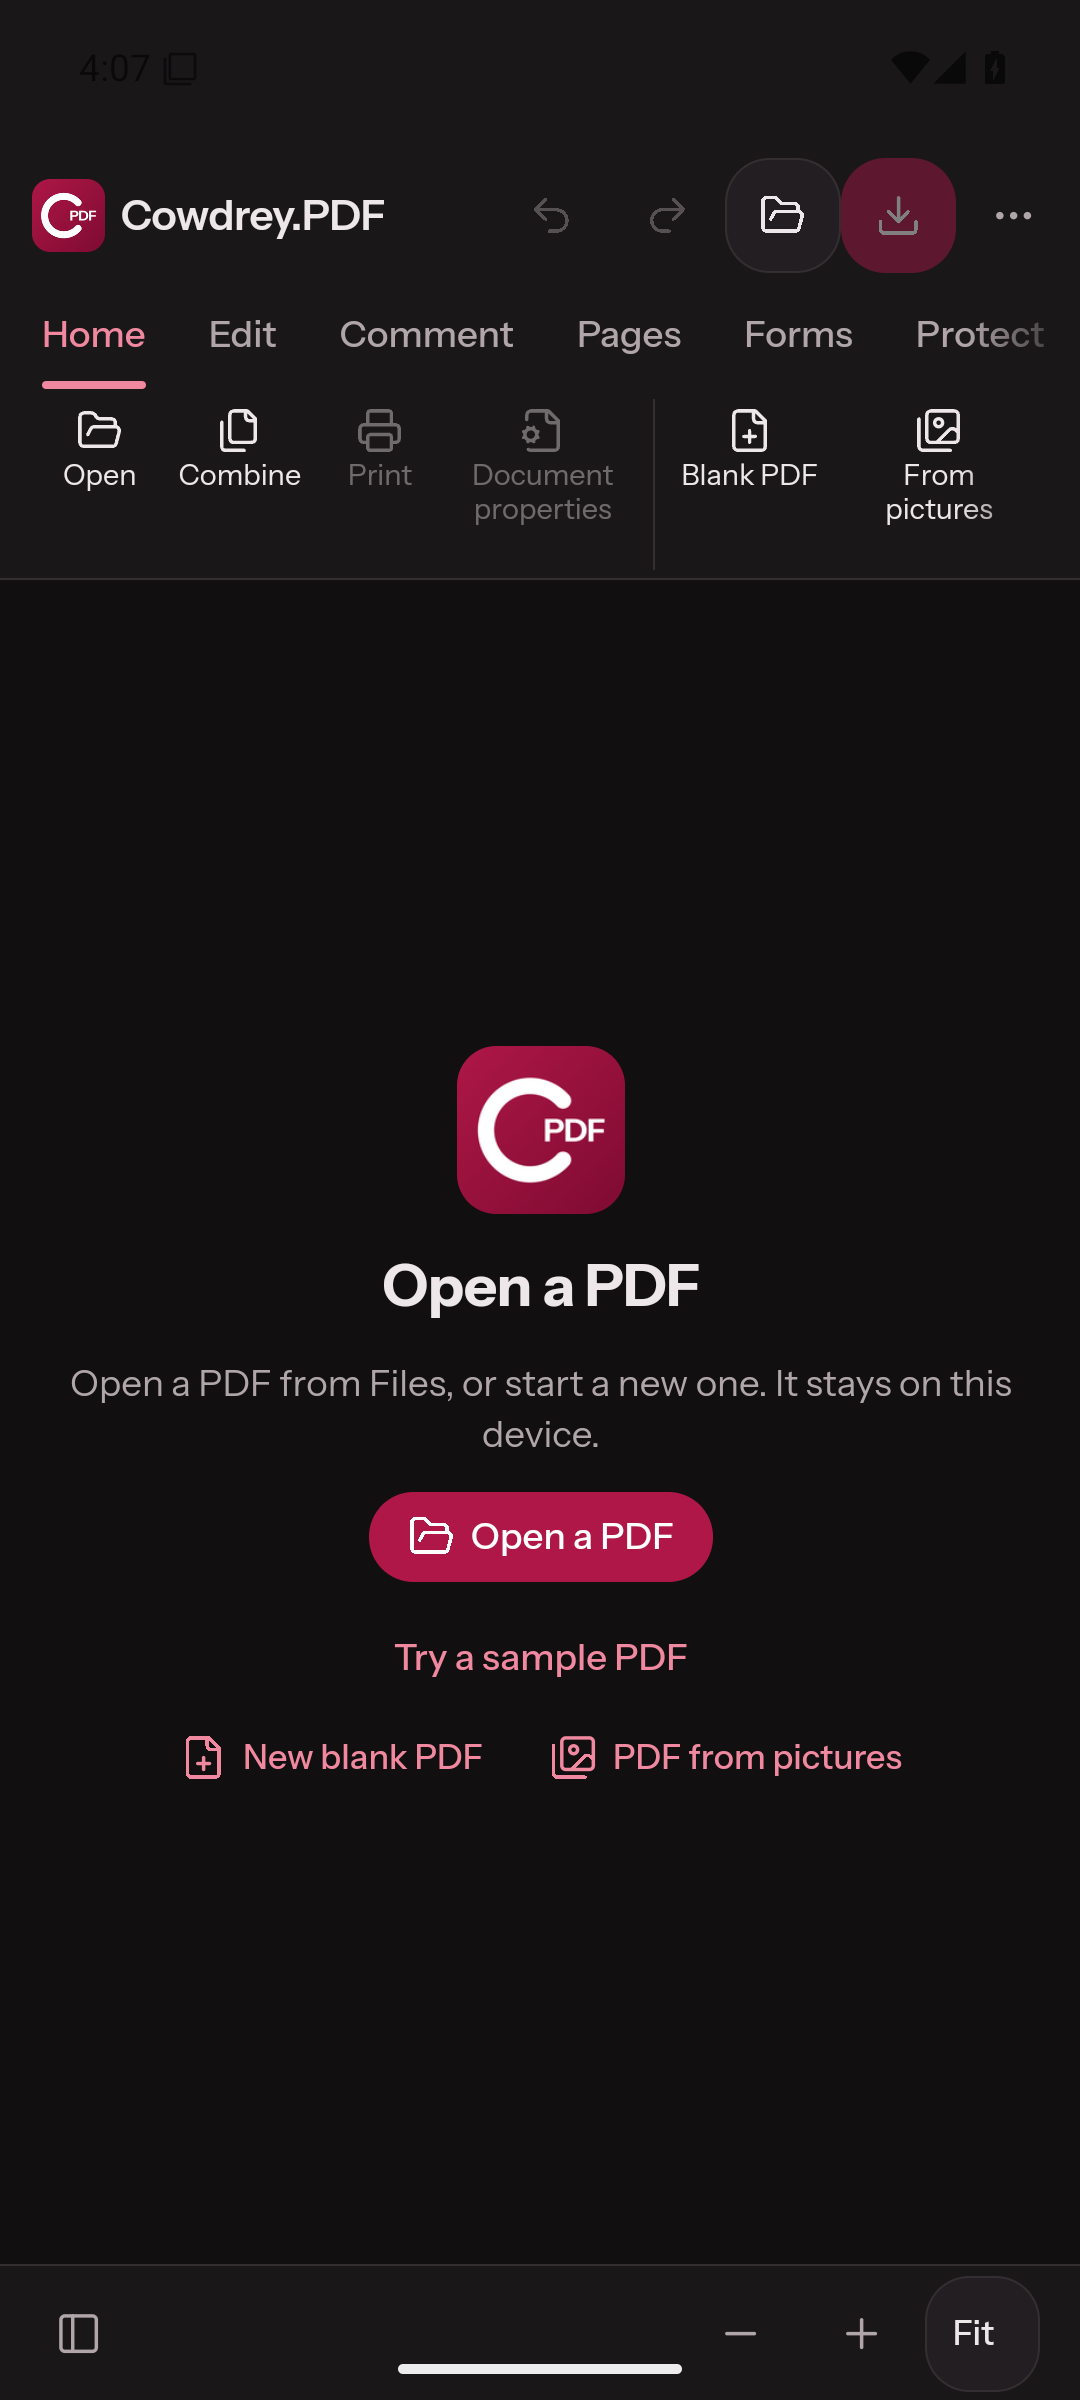 4:07
PDF
Cowdrey.PDF
Home Edit Comment Pages Forms Protect
Open Combine Print Document properties Blank PDF From pictures
PDF
Open a PDF
Open a PDF from Files, or start a new one. It stays on this
device.
Open a PDF
Try a sample PDF
New blank PDF PDF from pictures
Fit